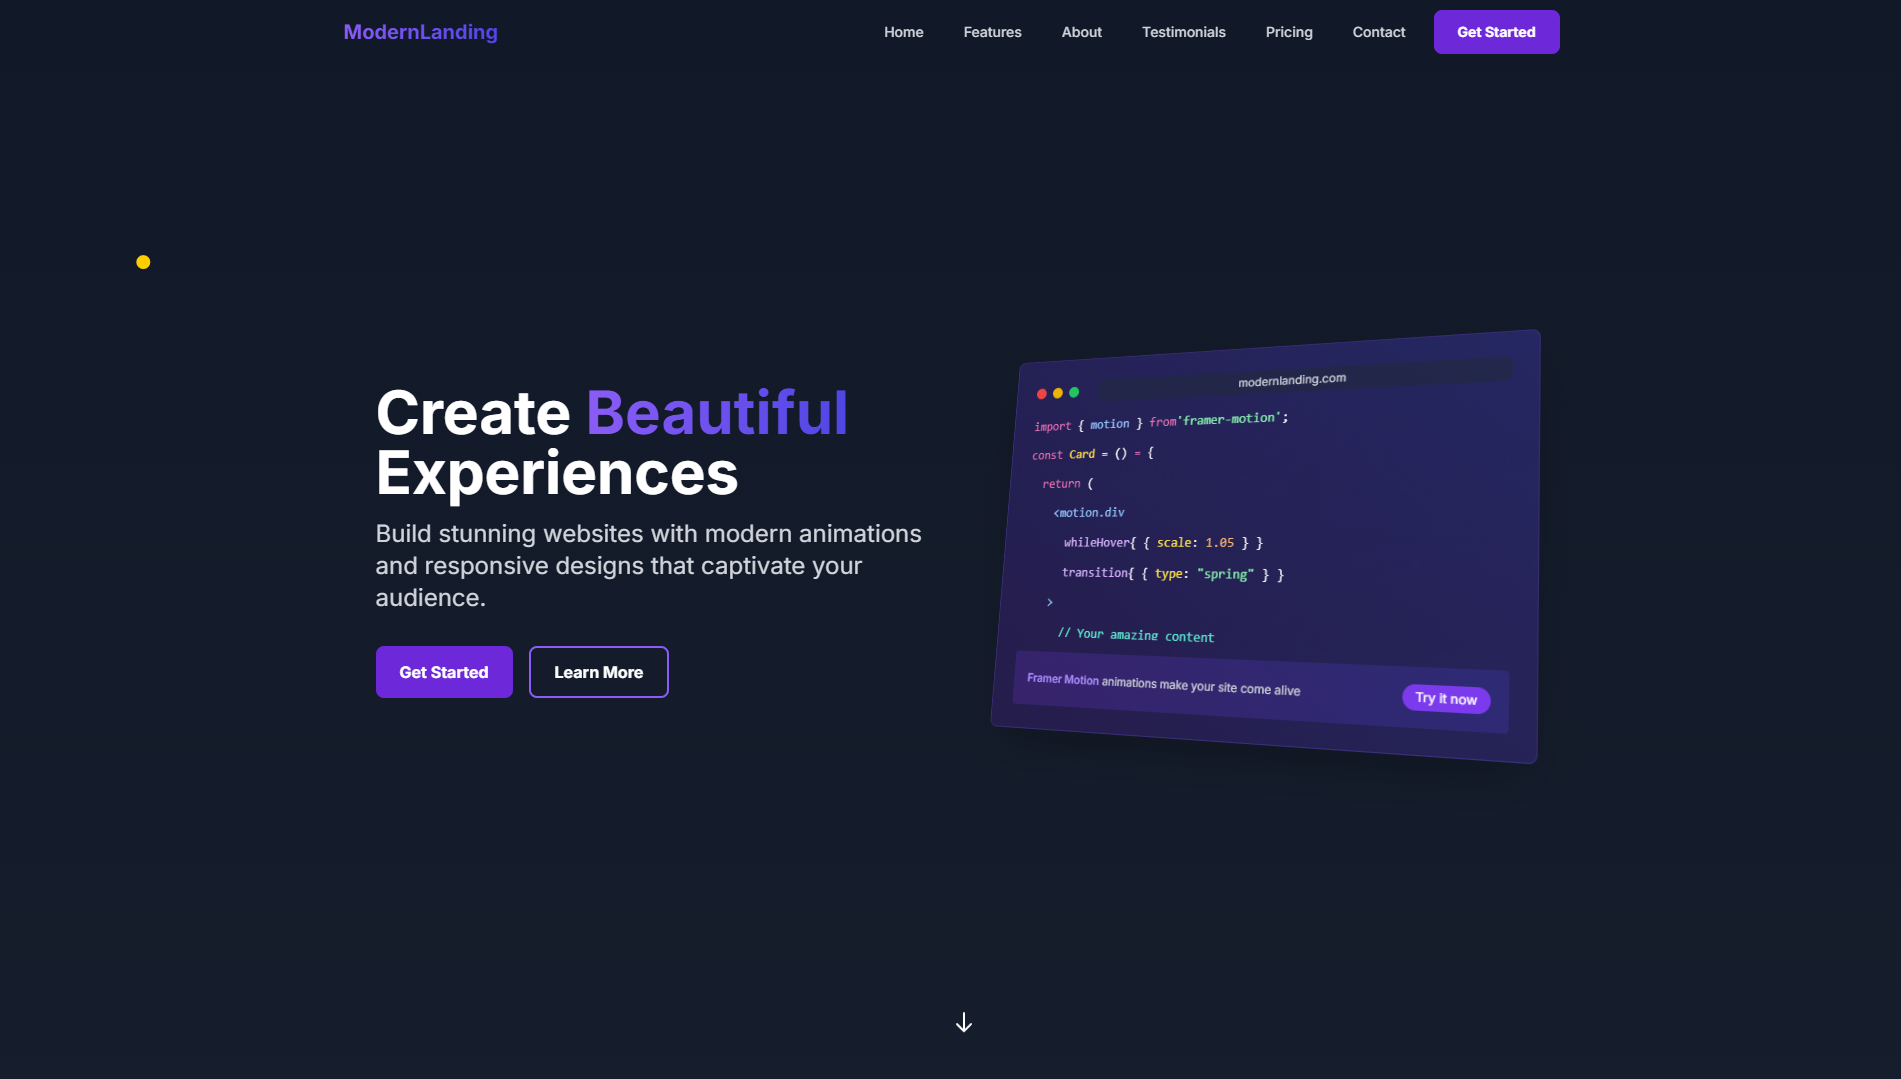 ModernLanding
Home Features About Testimonials Pricing Contact Get Started
Create Beautiful
Experiences
Build stunning websites with modern animations
and responsive designs that captivate your
audience.
Get Started Learn More
modernlanding.com
import { motion } from'framer-motion';
const Card = () = {
return (
<motion.div
whileHover{ { scale: 1.05 } }
transition{ { type: "spring" } }
>
// Your amazing content
Framer Motion animations make your site come alive
Try it now